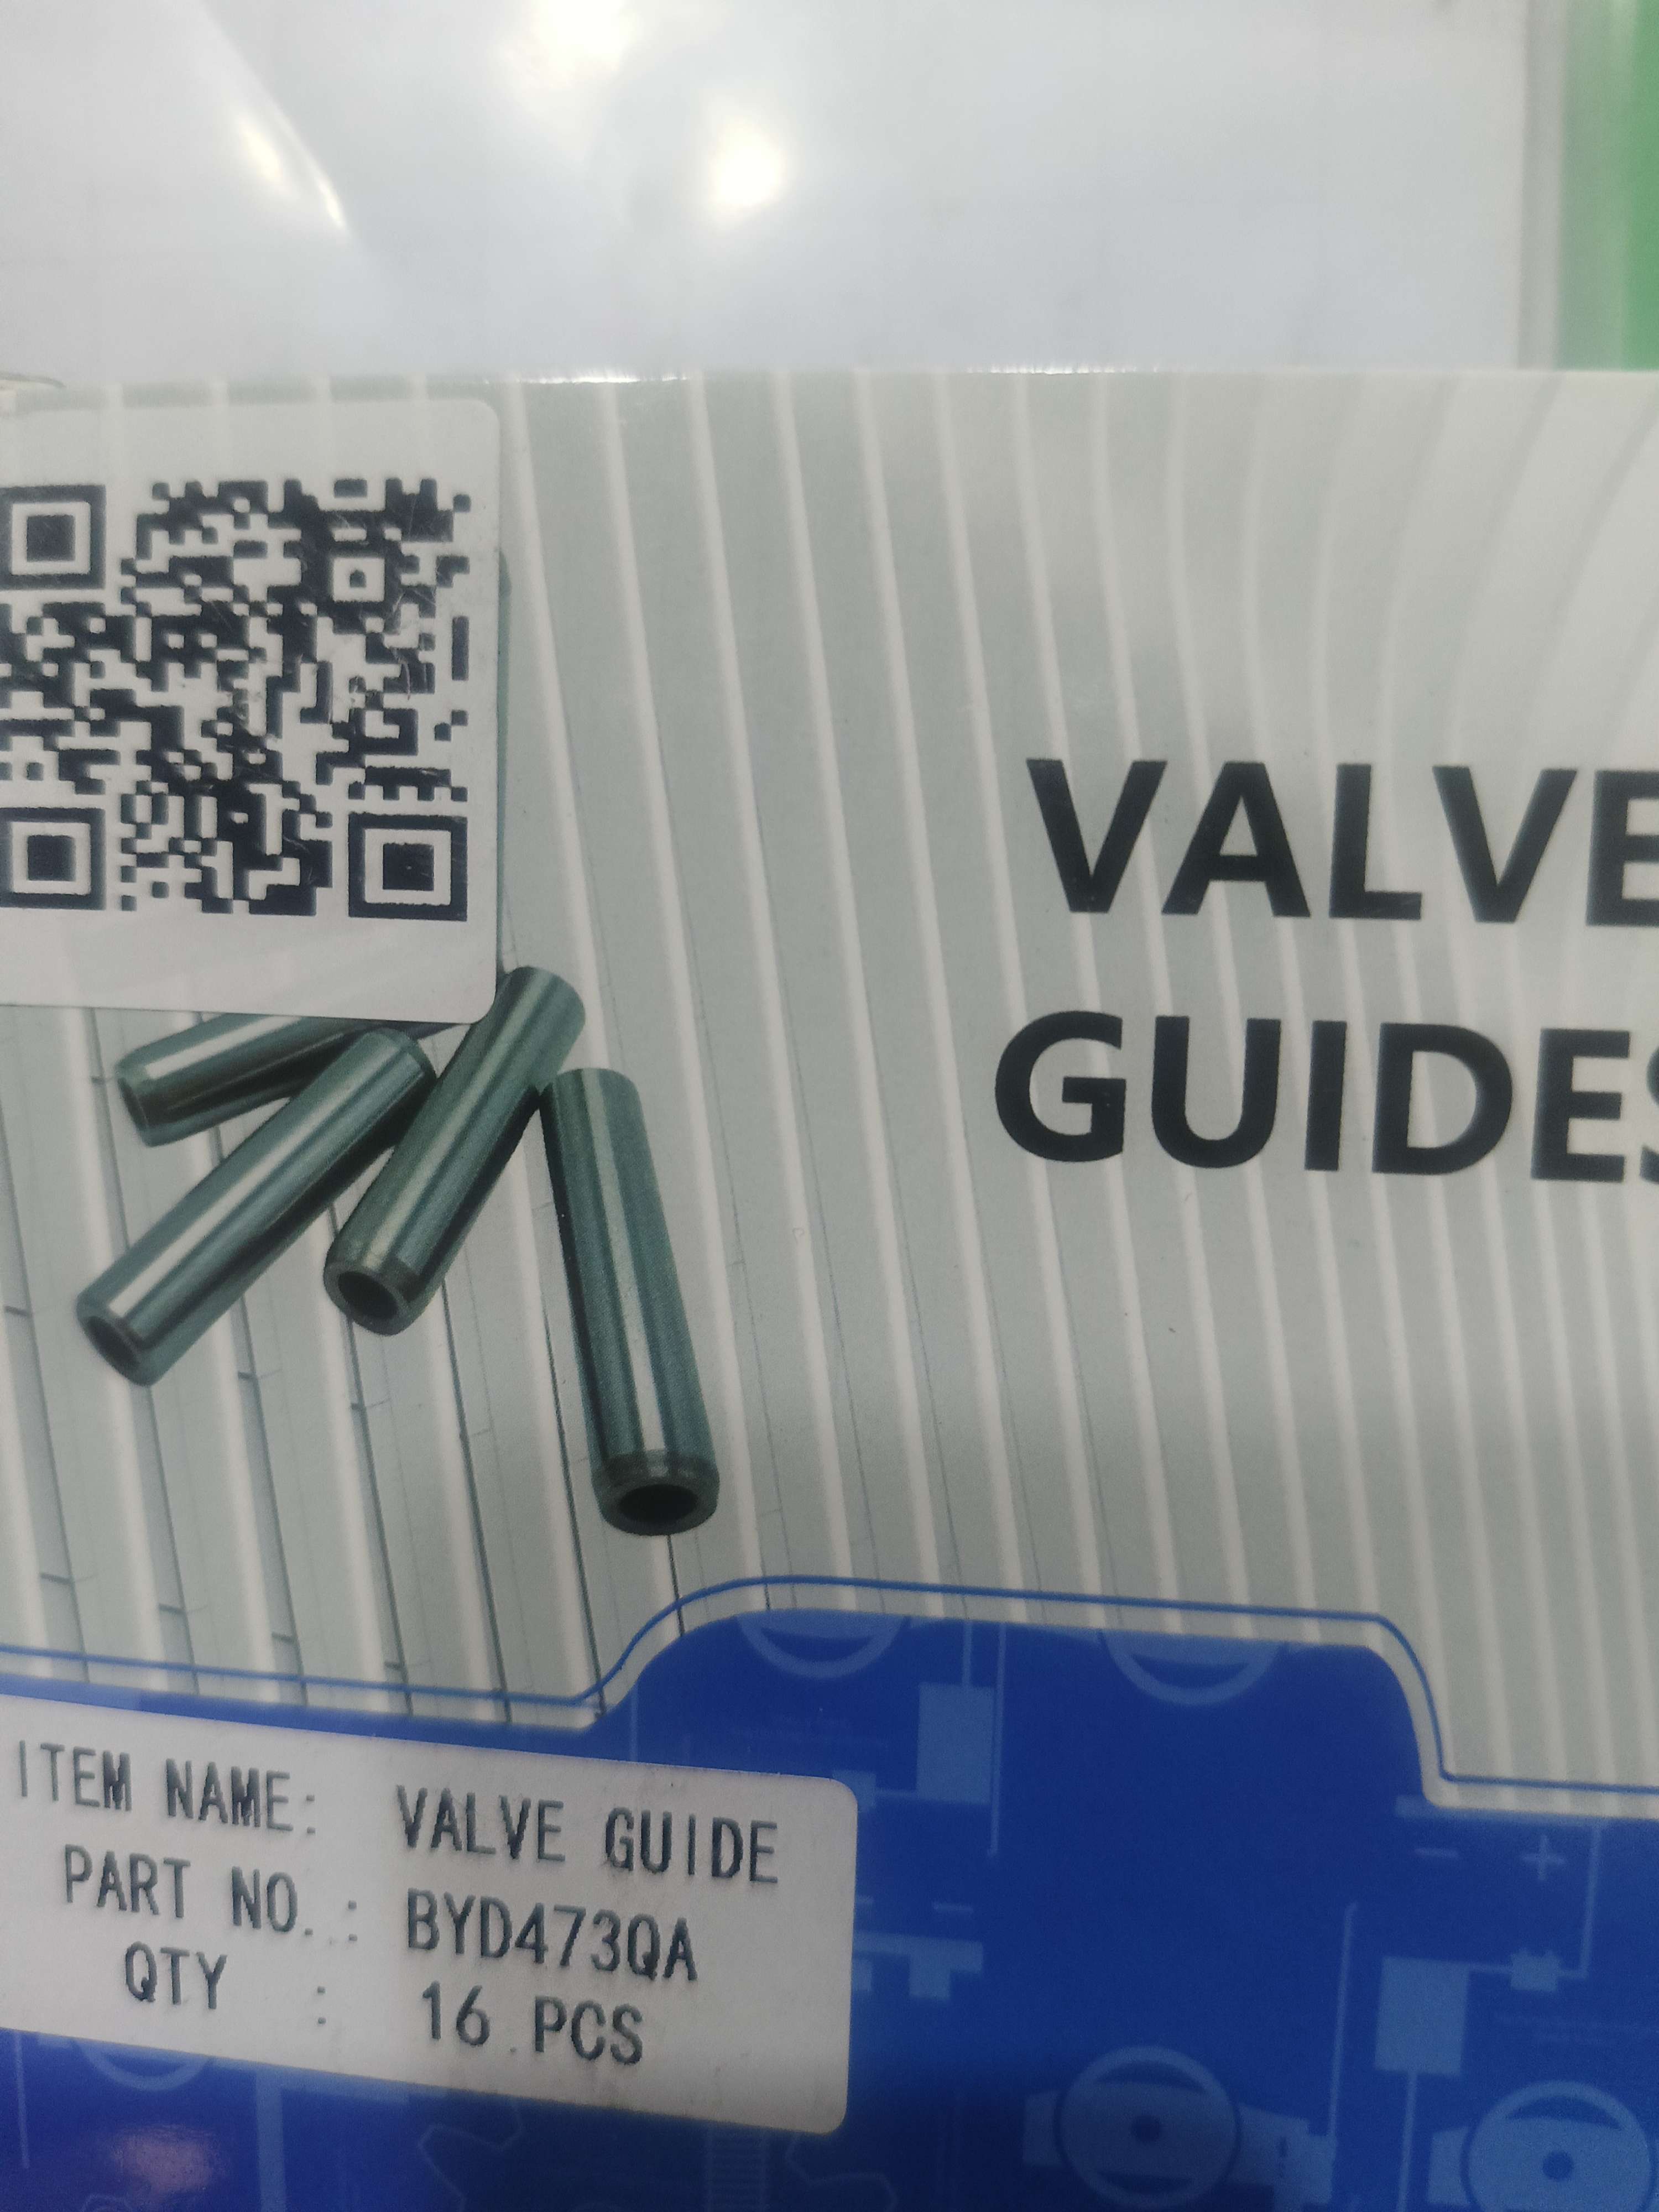 VALVE
GUIDES
ITEM NAME: VALVE GUIDE
PART NO.: BYD473QA
QTY : 16 PCS